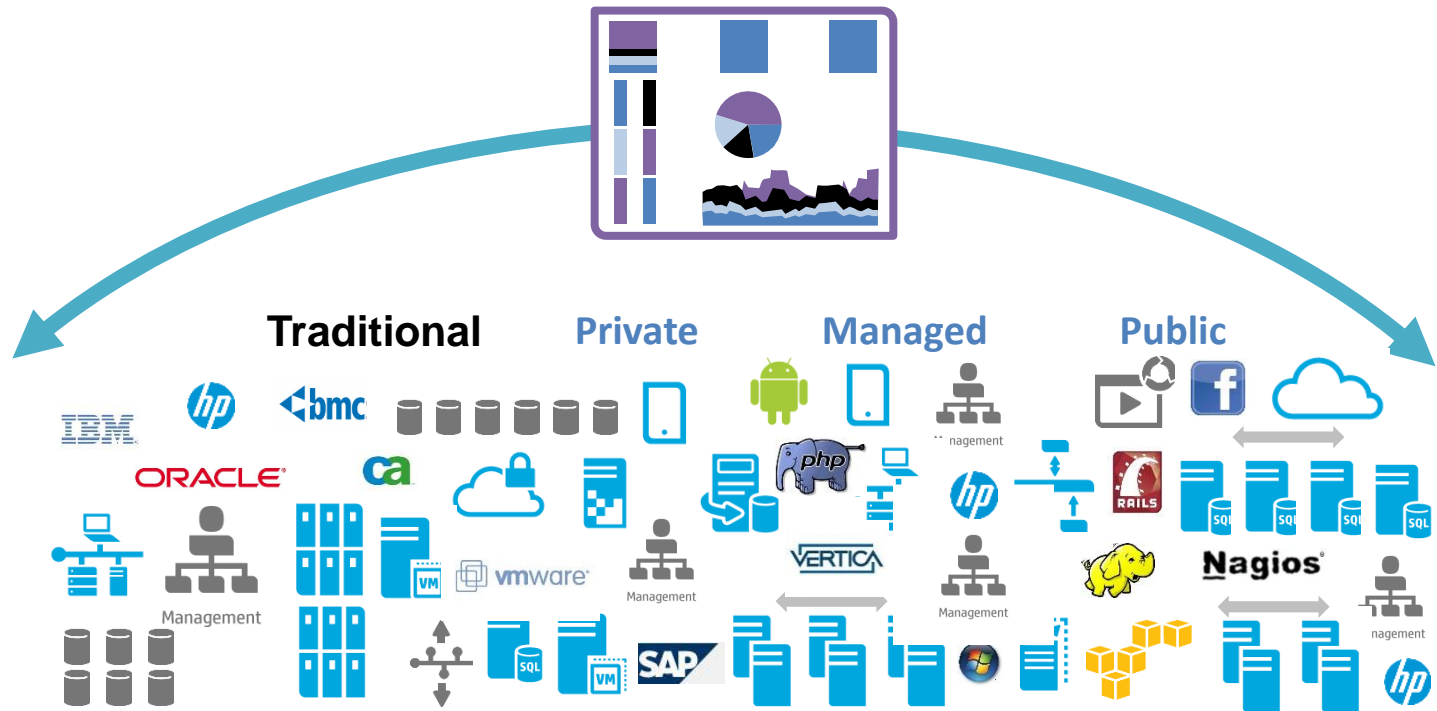 Traditional
Private
Managed
Public
IBM
hp
bmc
nagement
ORACLE
ca
php
hp
RAILS
SQL
SQL
SQL
SQL
VM
vmware
Management
VERTICA
Management
Nagios
Management
nagement
SQL
VM
SAP
hp